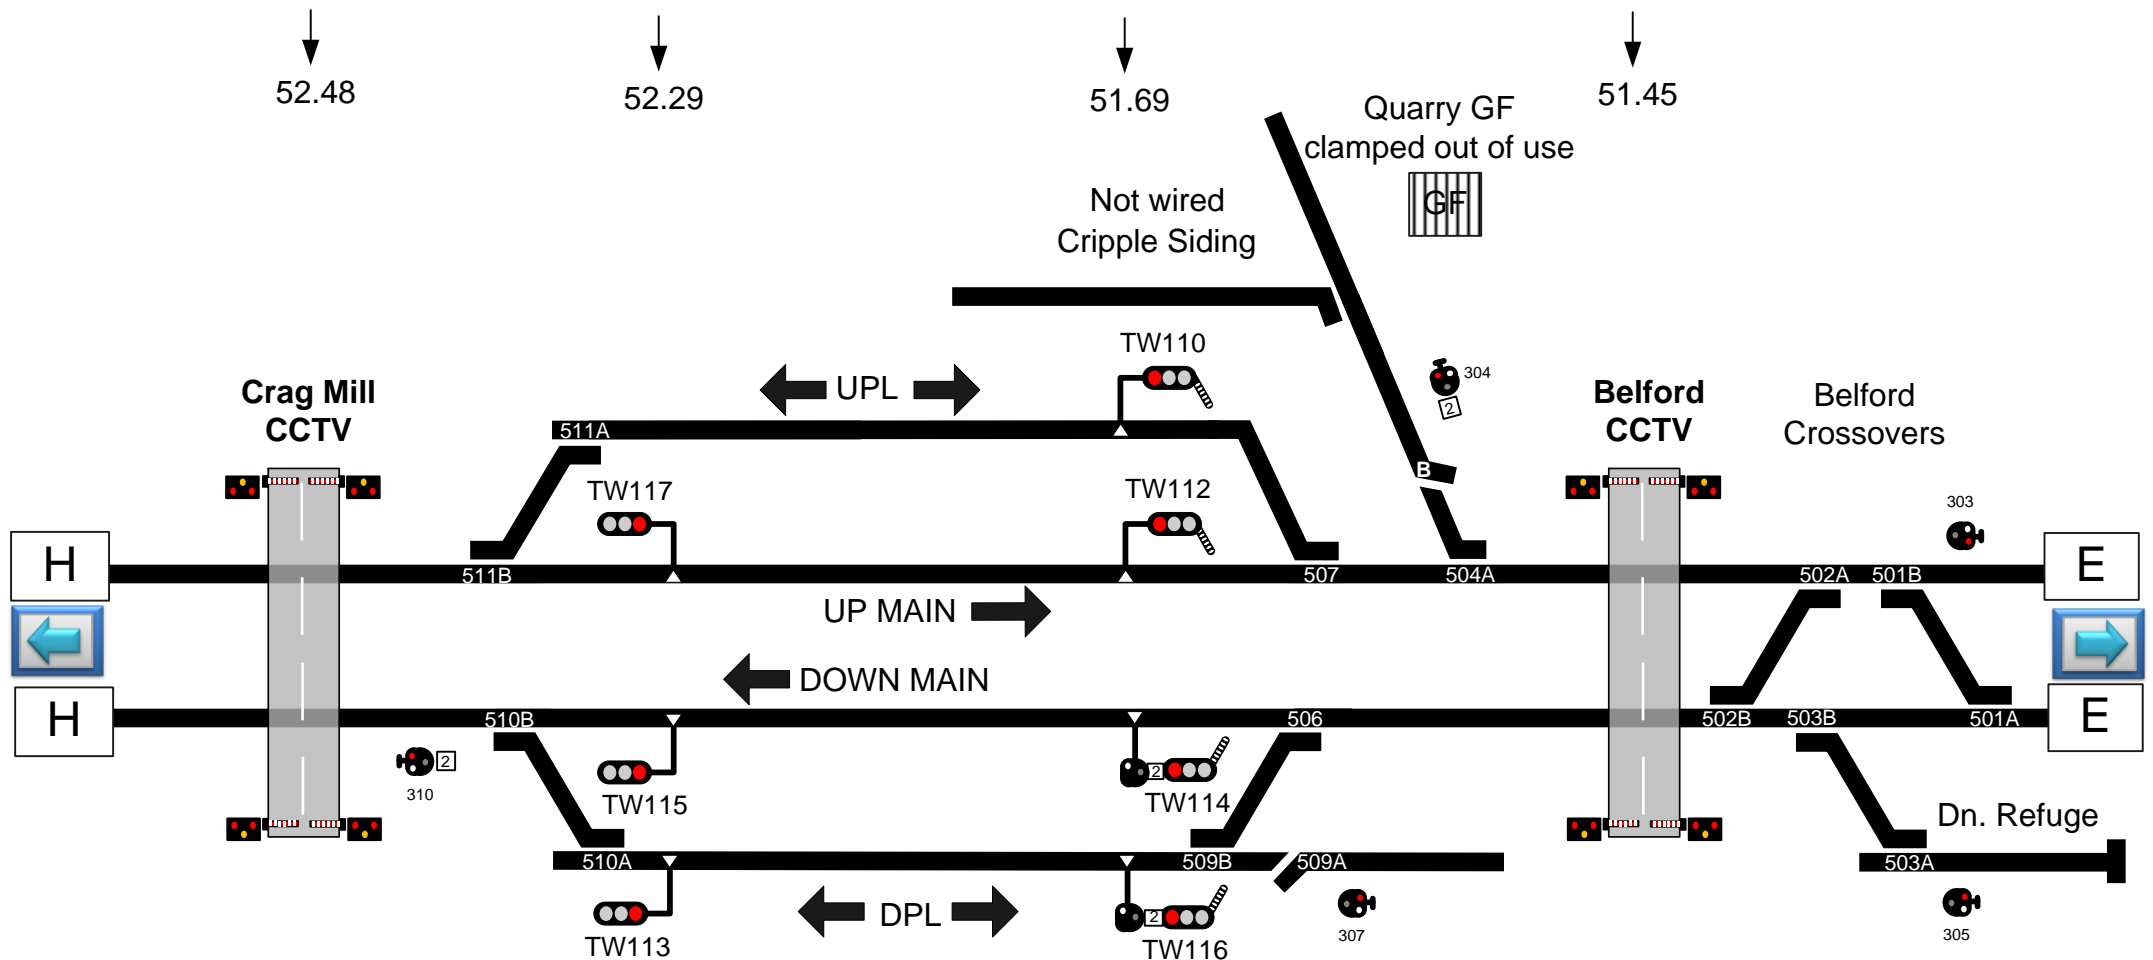 52.48
52.29
51.69
51.45
Quarry GF
clamped out of use
GF
Not wired
Cripple Siding
TW110
304
2
Crag Mill
CCTV
UPL
Belford
CCTV
Belford
Crossovers
511A
B
TW117
TW112
303
H
511B
507
504A
502A
501B
E
UP MAIN
DOWN MAIN
H
510B
506
502B
503B
501A
E
2
310
TW115
2
TW114
Dn. Refuge
510A
509B
509A
503A
DPL
2
TW113
TW116
307
305